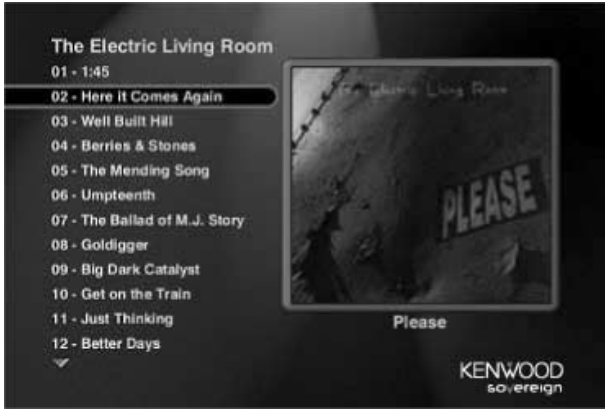 The Electric Living Room
01 - 1:45
02 - Here it Comes Again
03 - Well Built Hill
04 - Berries & Stones
05 - The Mending Song
06 - Umpteenth
07 - The Ballad of M.J. Story
08 - Goldigger
09 - Big Dark Catalyst
10 - Get on the Train
11 - Just Thinking
12 - Better Days
The Electric Living Room
PLEASE
Please
KENWOOD
sovereign